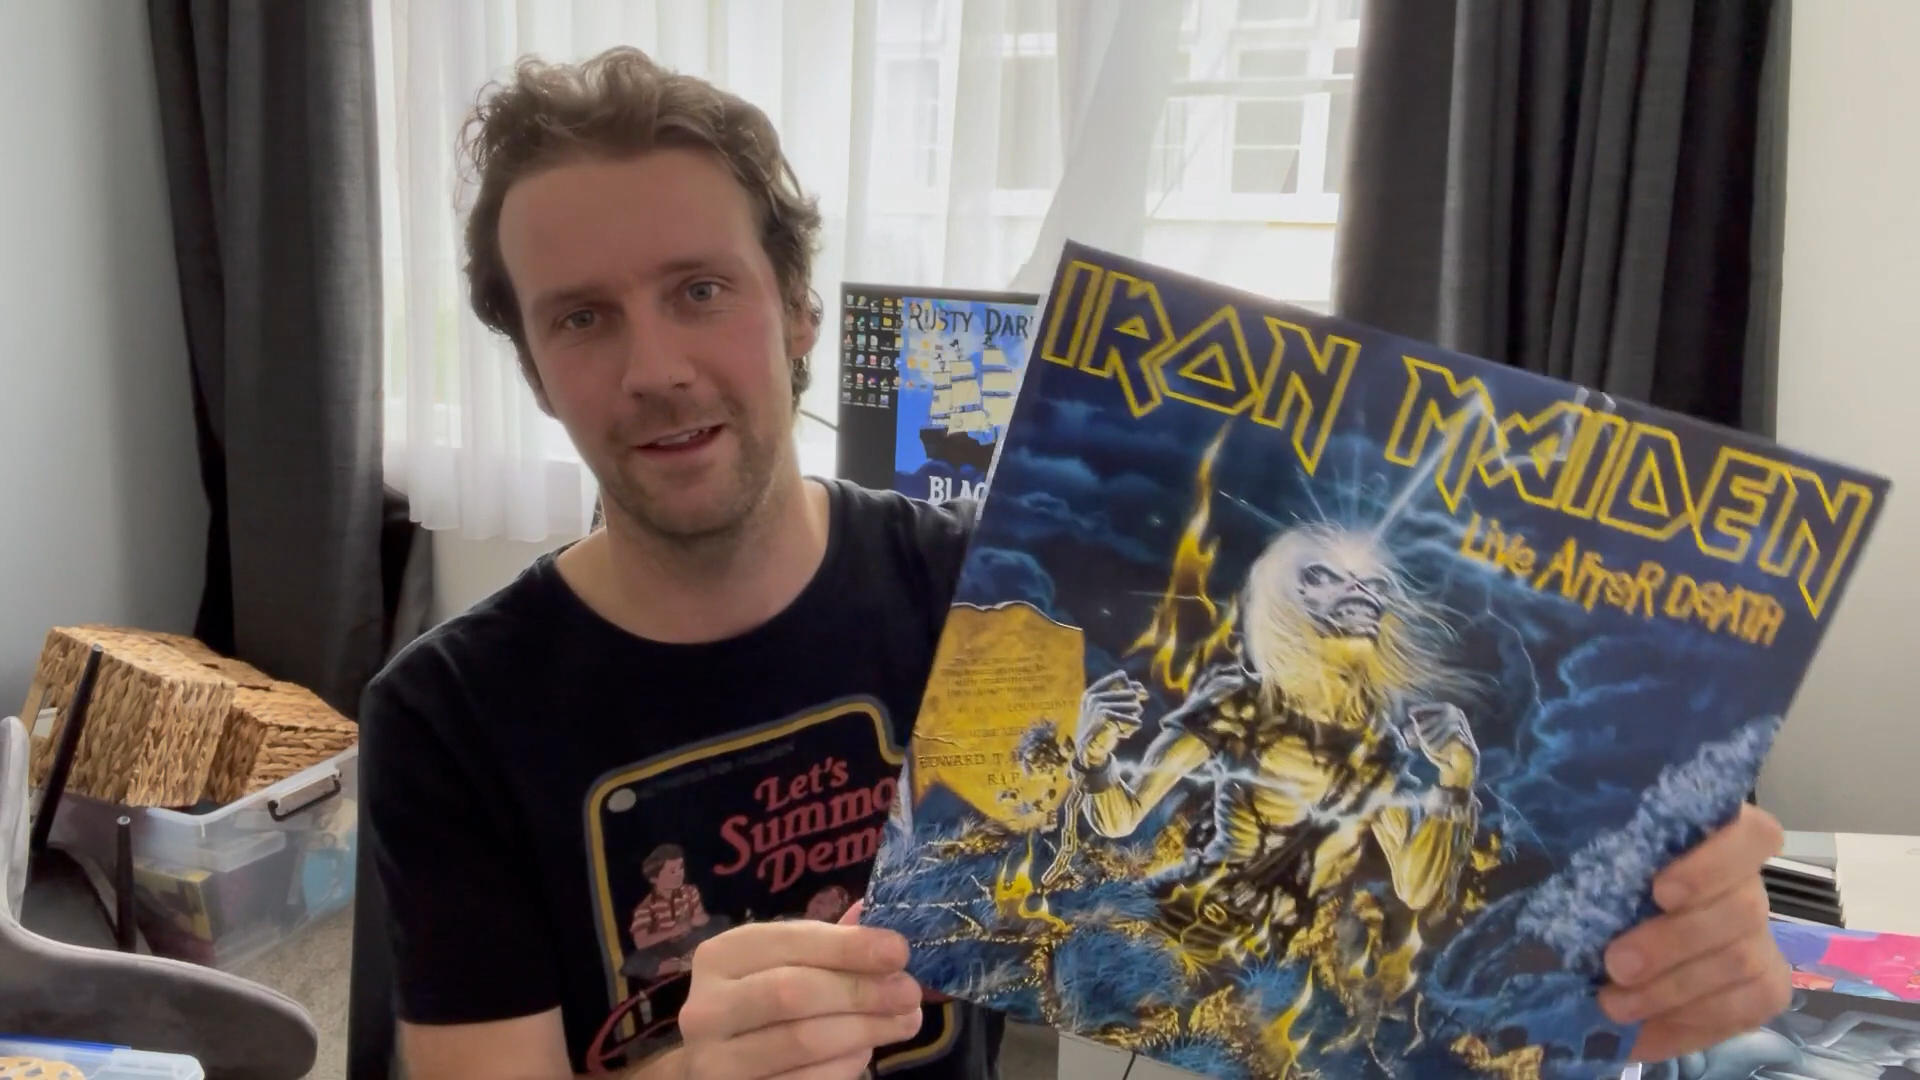 RUSTY DAR
BLAC
IRON MAIDEN
Live AfteR DEATH
EDWARD T
R.I.P.
Let's
Summo
Dem